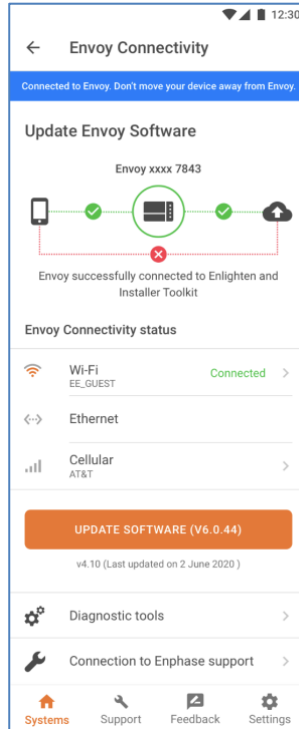 12:30
Envoy Connectivity
Connected to Envoy. Don't move your device away from Envoy.
Update Envoy Software
Envoy xxxx 7843
Envoy successfully connected to Enlighten and
Installer Toolkit
Envoy Connectivity status
Wi-Fi
Connected
EE_GUEST
Ethernet
Cellular
AT&T
UPDATE SOFTWARE (V6.0.44)
v4.10 (Last updated on 2 June 2020 )
Diagnostic tools
Connection to Enphase support
Systems Support Feedback Settings